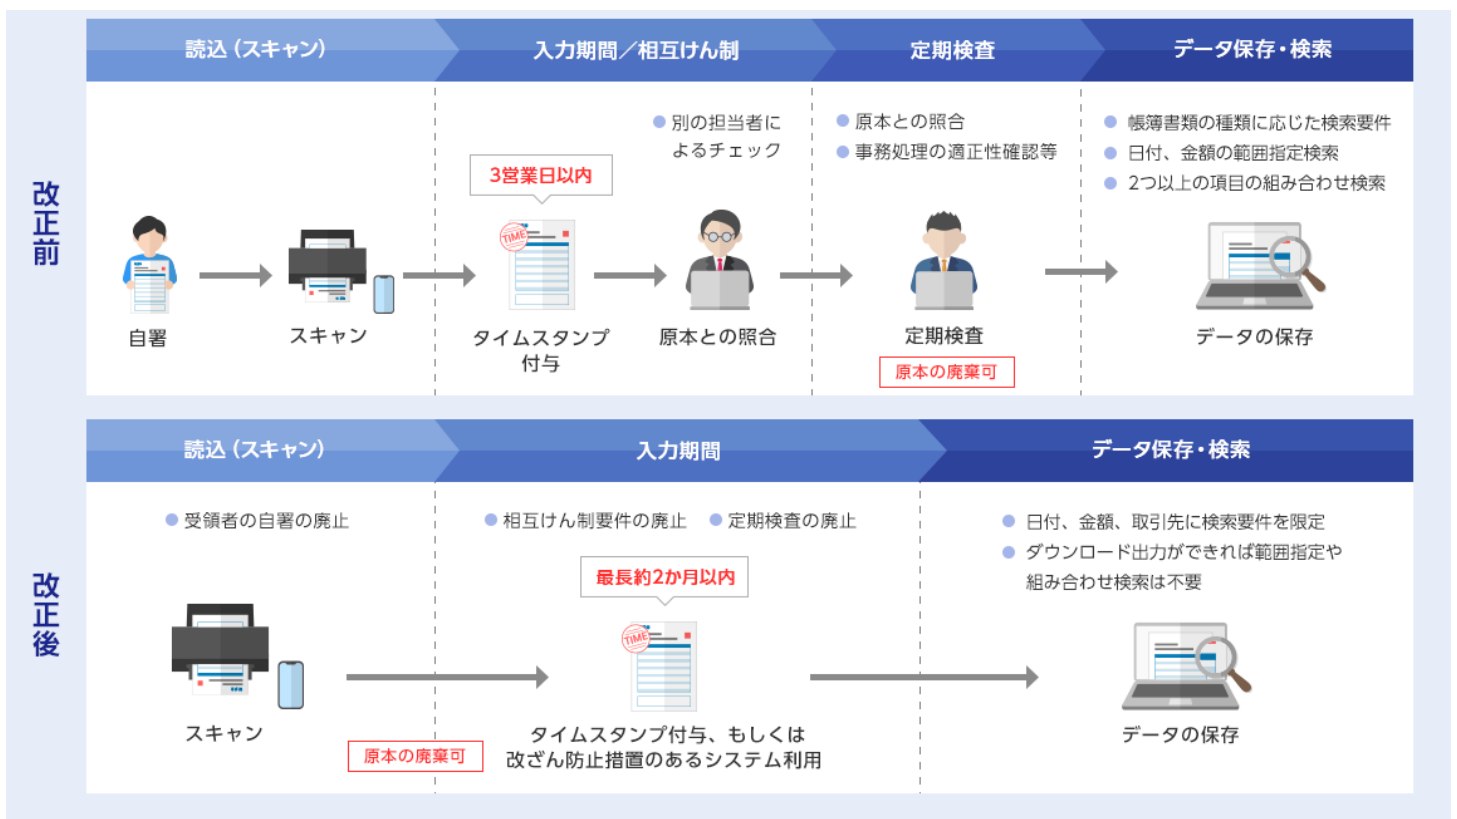 改正前
読込（スキャン）
入力期間／相互けん制
定期検査
データ保存・検索
別の担当者に
よるチェック
原本との照合
事務処理の適正性確認等
帳簿書類の種類に応じた検索要件
日付、金額の範囲指定検索
2つ以上の項目の組み合わせ検索
3営業日以内
TIME
自署
スキャン
タイムスタンプ
付与
原本との照合
定期検査
原本の廃棄可
データの保存
改正後
読込（スキャン）
入力期間
データ保存・検索
受領者の自署の廃止
相互けん制要件の廃止
定期検査の廃止
日付、金額、取引先に検索要件を限定
ダウンロード出力ができれば範囲指定や
組み合わせ検索は不要
最長約2か月以内
TIME
スキャン
原本の廃棄可
タイムスタンプ付与、もしくは
改ざん防止措置のあるシステム利用
データの保存